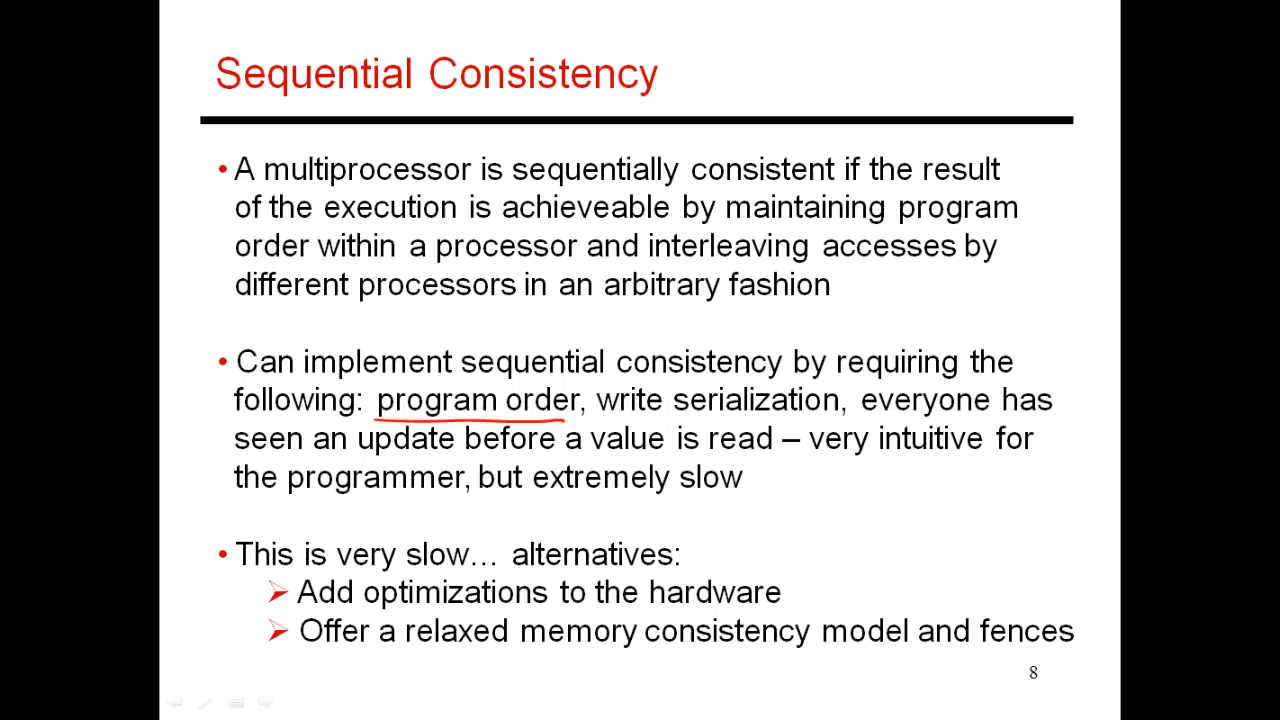 Sequential Consistency
• A multiprocessor is sequentially consistent if the result
of the execution is achieveable by maintaining program
order within a processor and interleaving accesses by
different processors in an arbitrary fashion
• Can implement sequential consistency by requiring the
following: program order, write serialization, everyone has
seen an update before a value is read – very intuitive for
the programmer, but extremely slow
• This is very slow… alternatives:
➢ Add optimizations to the hardware
➢ Offer a relaxed memory consistency model and fences
8